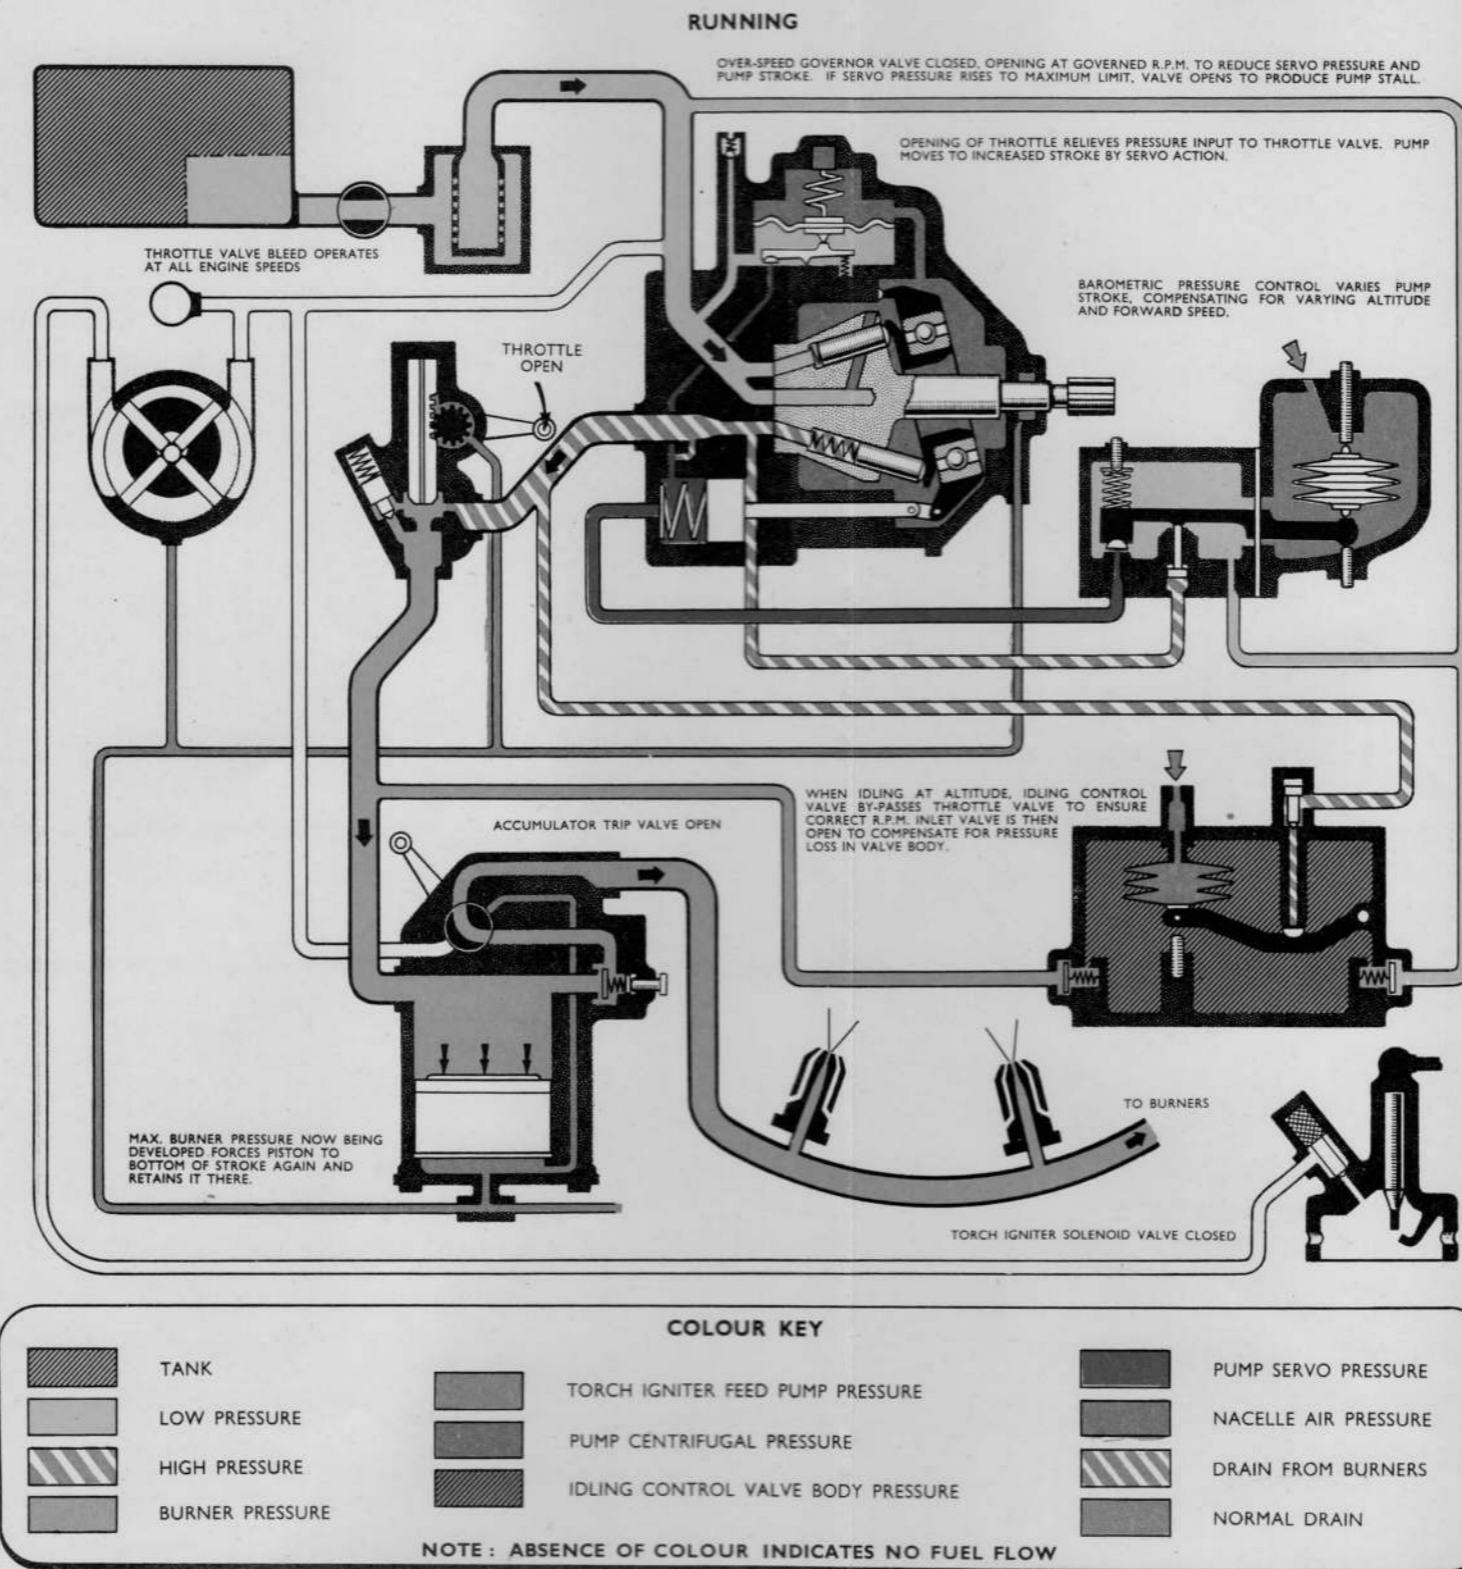 RUNNING
OVER-SPEED GOVERNOR VALVE CLOSED, OPENING AT GOVERNED R.P.M. TO REDUCE SERVO PRESSURE AND
PUMP STROKE. IF SERVO PRESSURE RISES TO MAXIMUM LIMIT, VALVE OPENS TO PRODUCE PUMP STALL.
OPENING OF THROTTLE RELIEVES PRESSURE INPUT TO THROTTLE VALVE. PUMP
MOVES TO INCREASED STROKE BY SERVO ACTION.
THROTTLE VALVE BLEED OPERATES
AT ALL ENGINE SPEEDS
BAROMETRIC PRESSURE CONTROL VARIES PUMP
STROKE, COMPENSATING FOR VARYING ALTITUDE
AND FORWARD SPEED.
THROTTLE
OPEN
WHEN IDLING AT ALTITUDE, IDLING CONTROL
VALVE BY-PASSES THROTTLE VALVE TO ENSURE
CORRECT R.P.M. INLET VALVE IS THEN
OPEN TO COMPENSATE FOR PRESSURE
LOSS IN VALVE BODY.
ACCUMULATOR TRIP VALVE OPEN
TO BURNERS
MAX. BURNER PRESSURE NOW BEING
DEVELOPED FORCES PISTON TO
BOTTOM OF STROKE AGAIN AND
RETAINS IT THERE.
TORCH IGNITER SOLENOID VALVE CLOSED
COLOUR KEY
TANK
LOW PRESSURE
HIGH PRESSURE
BURNER PRESSURE
TORCH IGNITER FEED PUMP PRESSURE
PUMP CENTRIFUGAL PRESSURE
IDLING CONTROL VALVE BODY PRESSURE
PUMP SERVO PRESSURE
NACELLE AIR PRESSURE
DRAIN FROM BURNERS
NORMAL DRAIN
NOTE : ABSENCE OF COLOUR INDICATES NO FUEL FLOW